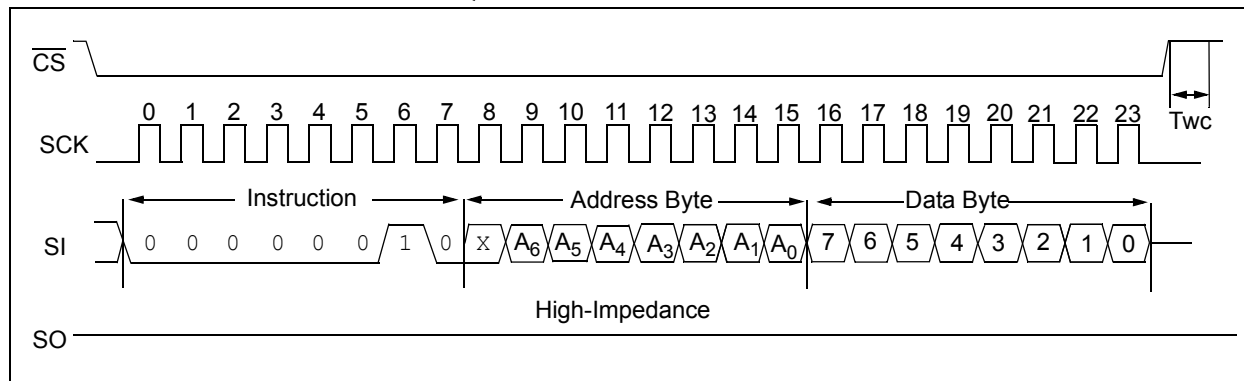 CS
0 1 2 3 4 5 6 7 8 9 10 11 12 13 14 15 16 17 18 19 20 21 22 23
Twc
SCK
Instruction Address Byte Data Byte
SI 0 0 0 0 0 0 1 0 X A6 A5 A4 A3 A2 A1 A0 7 6 5 4 3 2 1 0
High-Impedance
SO